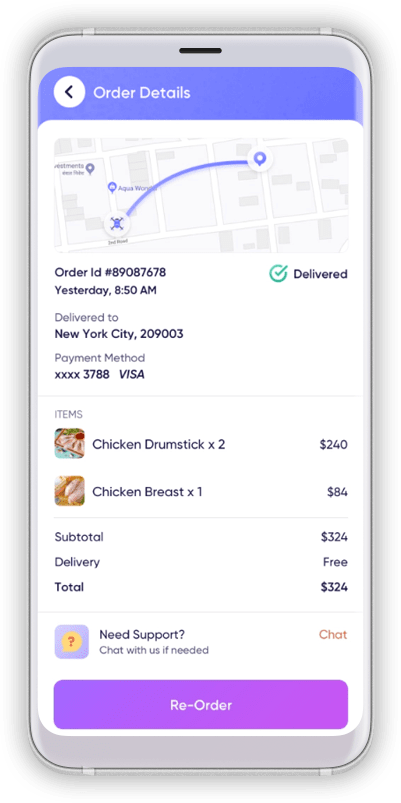 Order Details
Aqua World
2nd Road
Order Id #89087678
Delivered
Yesterday, 8:50 AM
Delivered to
New York City, 209003
Payment Method
xxxx 3788 VISA
ITEMS
Chicken Drumstick x 2
$240
Chicken Breast x 1
$84
Subtotal
$324
Delivery
Free
Total
$324
Need Support?
Chat
Chat with us if needed
Re-Order